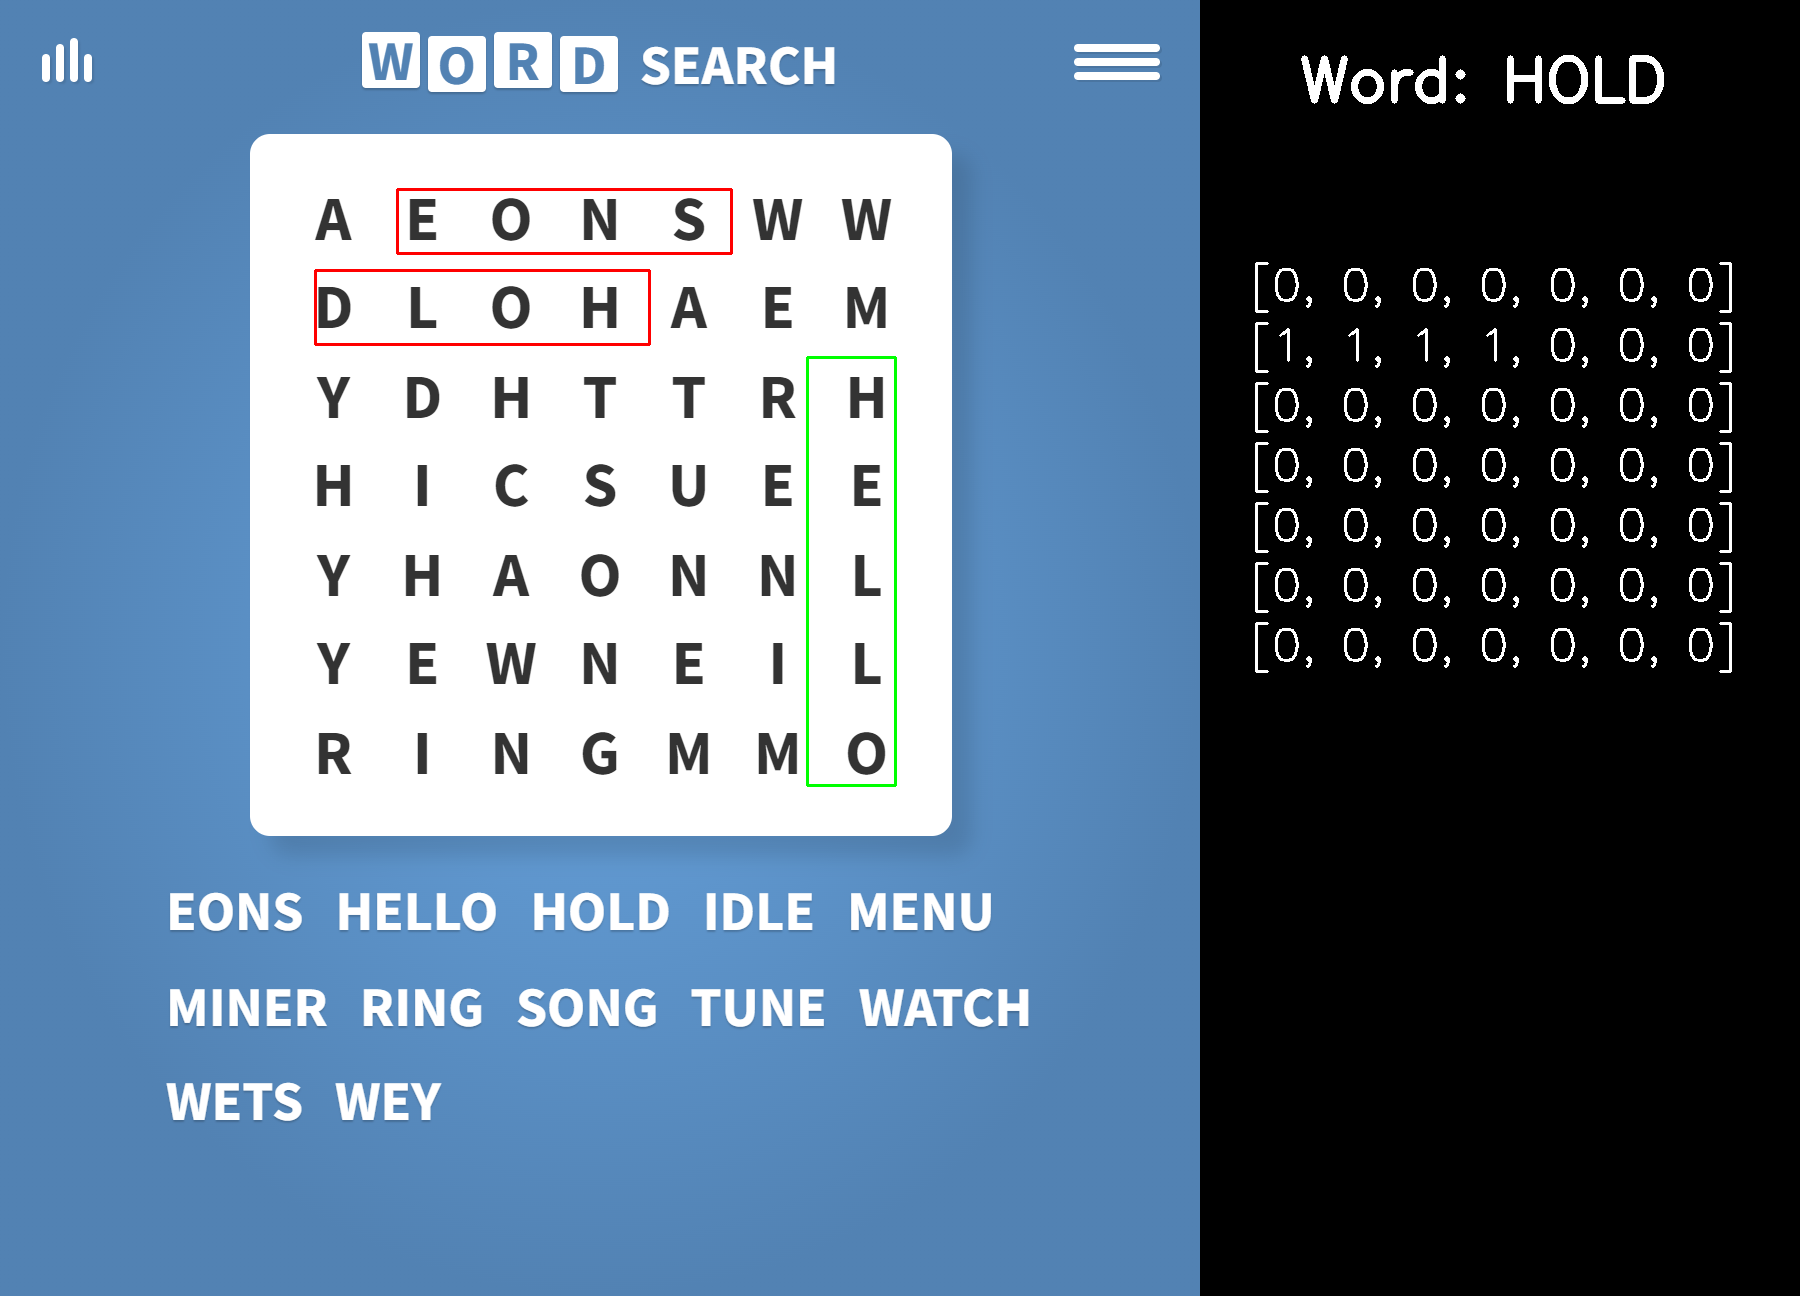 WORD SEARCH
A E O N S W W
D L O H A E M
Y D H T T R H
H I C S U E E
Y H A O N N L
Y E W N E I L
R I N G M M O
EONS HELLO HOLD IDLE MENU
MINER RING SONG TUNE WATCH
WETS WEY
Word: HOLD
[0, 0, 0, 0, 0, 0, 0]
[1, 1, 1, 1, 0, 0, 0]
[0, 0, 0, 0, 0, 0, 0]
[0, 0, 0, 0, 0, 0, 0]
[0, 0, 0, 0, 0, 0, 0]
[0, 0, 0, 0, 0, 0, 0]
[0, 0, 0, 0, 0, 0, 0]